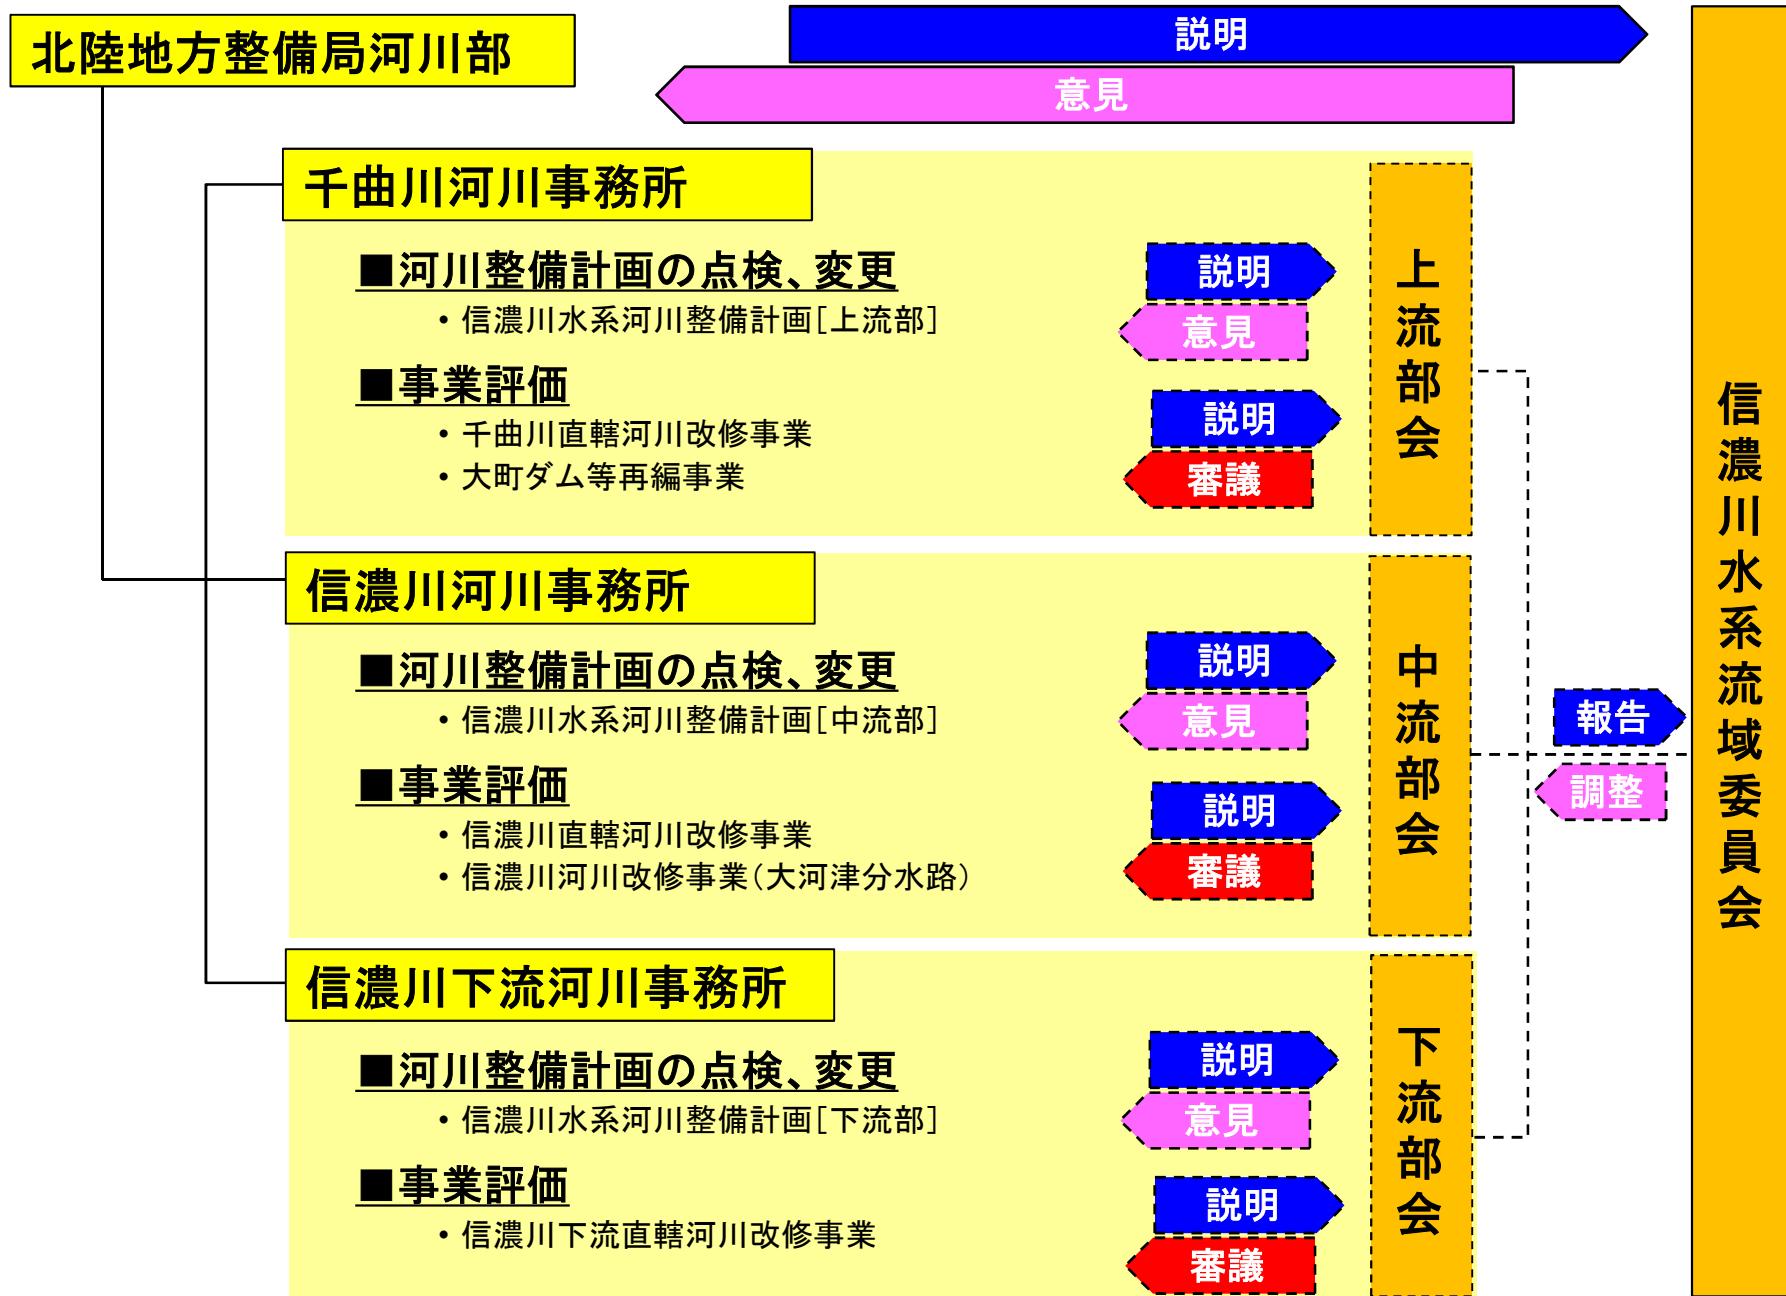 北陸地方整備局河川部
説明
意見
千曲川河川事務所
■河川整備計画の点検、変更
・信濃川水系河川整備計画[上流部]
説明
意見
■事業評価
・千曲川直轄河川改修事業
・大町ダム等再編事業
説明
審議
上流部会
信濃川河川事務所
■河川整備計画の点検、変更
・信濃川水系河川整備計画[中流部]
説明
意見
■事業評価
・信濃川直轄河川改修事業
・信濃川河川改修事業(大河津分水路)
説明
審議
中流部会
信濃川下流河川事務所
■河川整備計画の点検、変更
・信濃川水系河川整備計画[下流部]
説明
意見
■事業評価
・信濃川下流直轄河川改修事業
説明
審議
下流部会
報告
調整
信濃川水系流域委員会